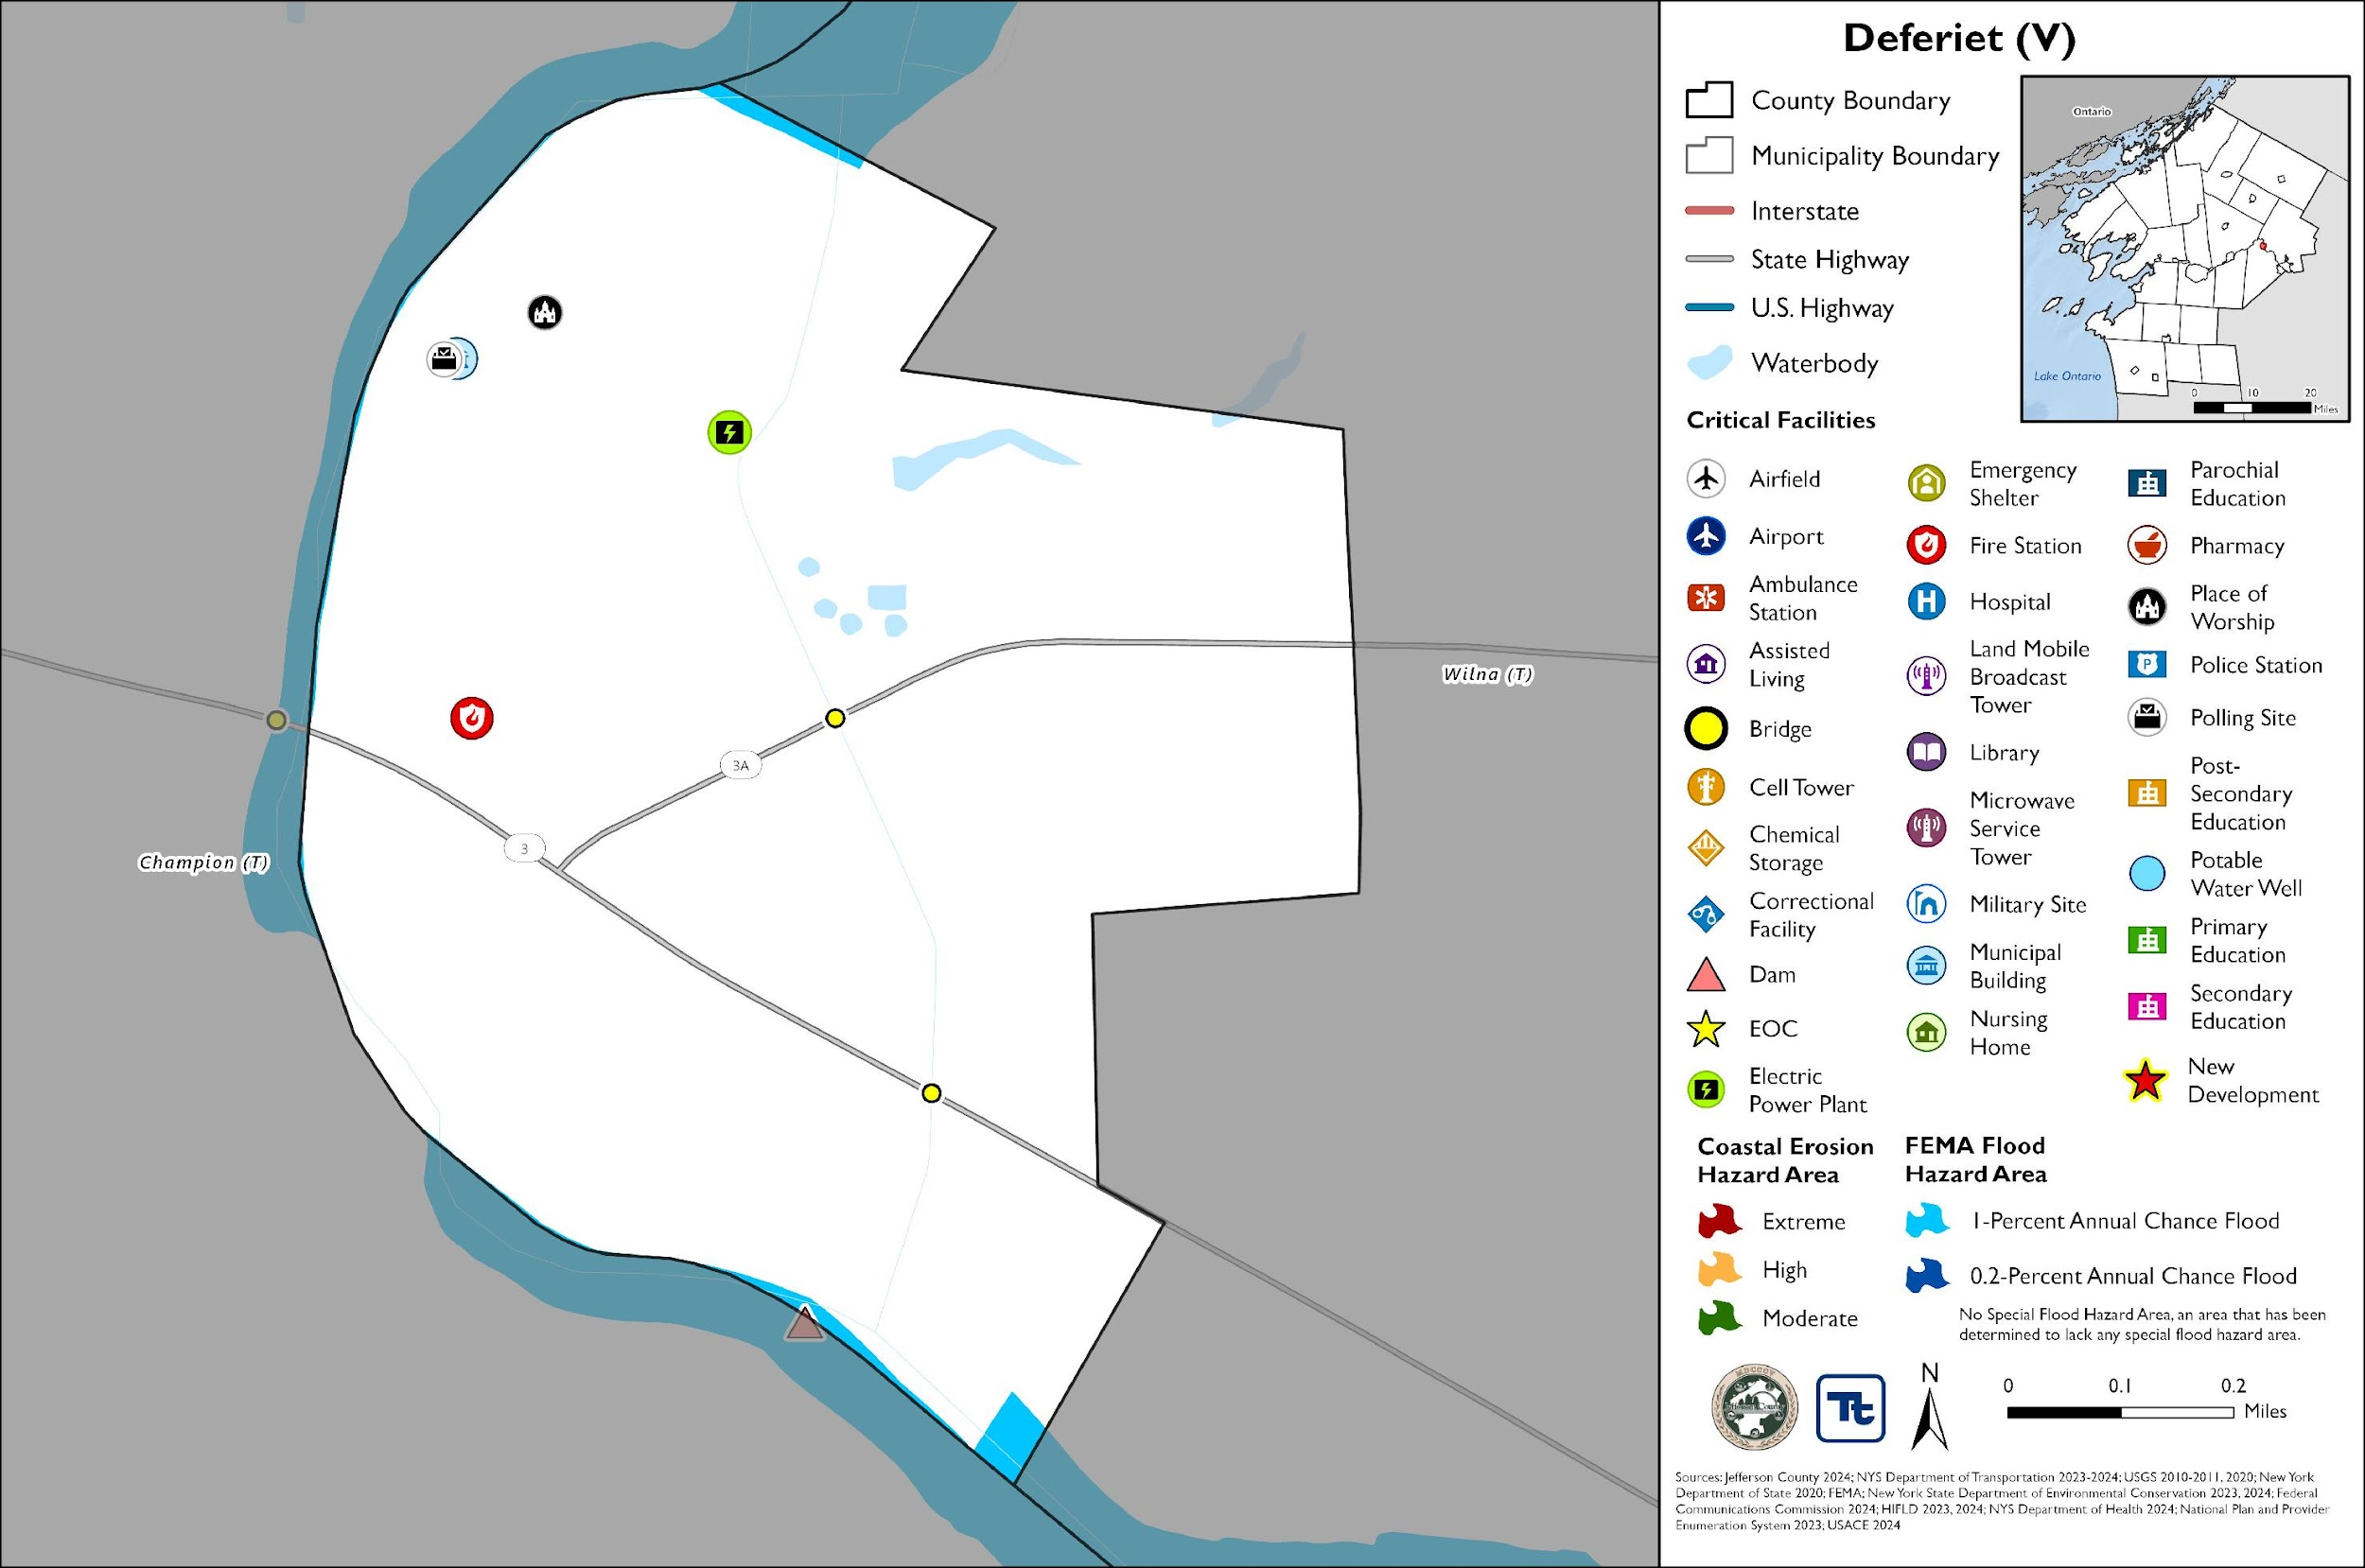 Deferiet (V)
County Boundary
Municipality Boundary
Interstate
State Highway
U.S. Highway
Waterbody
Ontario
Lake Ontario
0 10 20
Miles
Critical Facilities
Airfield
Airport
Ambulance
Station
Assisted
Living
Bridge
Cell Tower
Chemical
Storage
Correctional
Facility
Dam
EOC
Electric
Power Plant
Emergency
Shelter
Fire Station
H
Hospital
Land Mobile
Broadcast
Tower
Library
Microwave
Service
Tower
Military Site
Municipal
Building
Nursing
Home
Parochial
Education
Pharmacy
Place of
Worship
P
Police Station
Polling Site
Post-
Secondary
Education
Potable
Water Well
Primary
Education
Secondary
Education
New
Development
Coastal Erosion
Hazard Area
Extreme
High
Moderate
FEMA Flood
Hazard Area
1-Percent Annual Chance Flood
0.2-Percent Annual Chance Flood
No Special Flood Hazard Area, an area that has been
determined to lack any special flood hazard area.
Tt
N
0 0.1 0.2
Miles
Sources: Jefferson County 2024; NYS Department of Transportation 2023-2024; USGS 2010-2011, 2020; New York
Department of State 2020; FEMA; New York State Department of Environmental Conservation 2023, 2024; Federal
Communications Commission 2024; HIFLD 2023, 2024; NYS Department of Health 2024; National Plan and Provider
Enumeration System 2023; USACE 2024
Wilna (T)
3A
3
Champion (T)